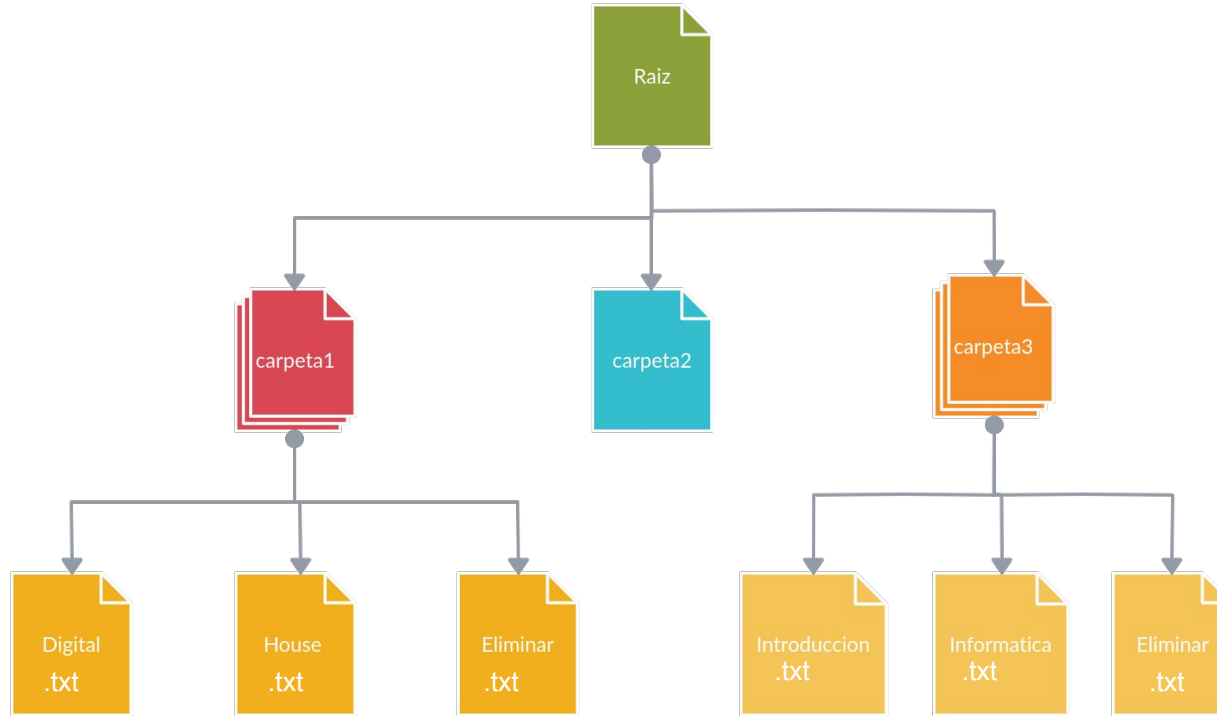 Raiz
carpeta1
carpeta2
carpeta3
Digital
.txt
House
.txt
Eliminar
.txt
Introduccion
.txt
Informatica
.txt
Eliminar
.txt